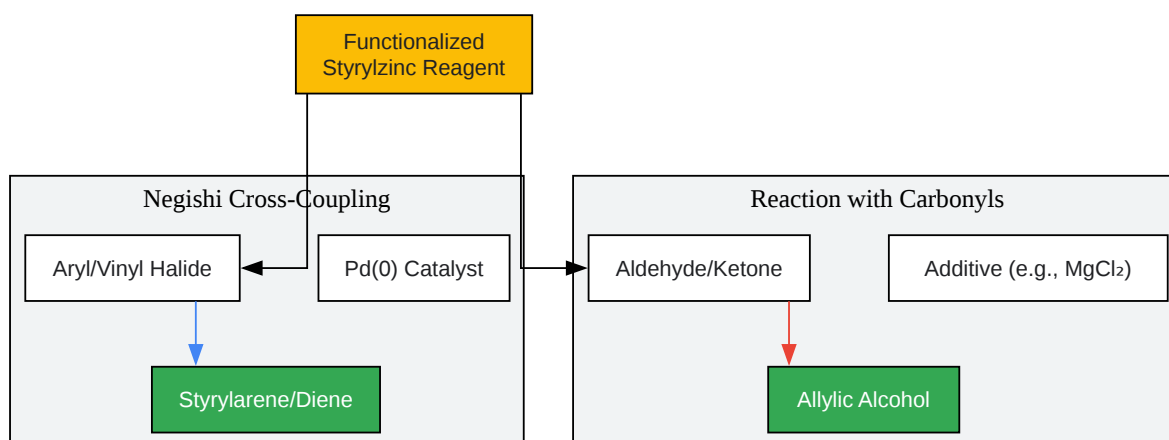 Functionalized
Styrylzinc Reagent
Negishi Cross-Coupling
Aryl/Vinyl Halide
Pd(0) Catalyst
Styrylarene/Diene
Reaction with Carbonyls
Aldehyde/Ketone
Additive (e.g., MgCl₂)
Allylic Alcohol